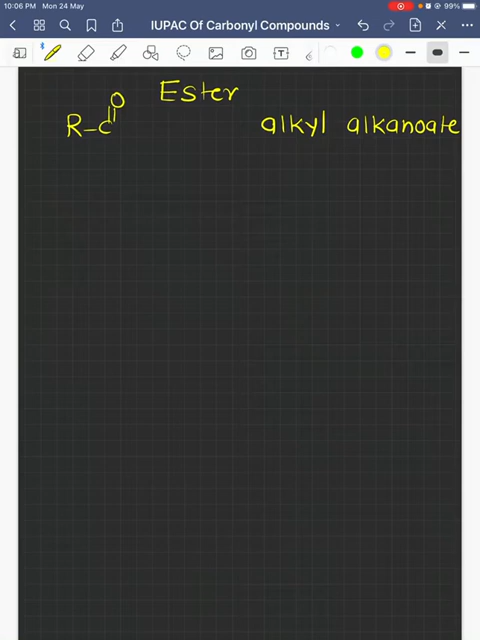 10:06 PM Mon 24 May 99%
IUPAC Of Carbonyl Compounds
Ester
O
R-C
alkyl alkanoate